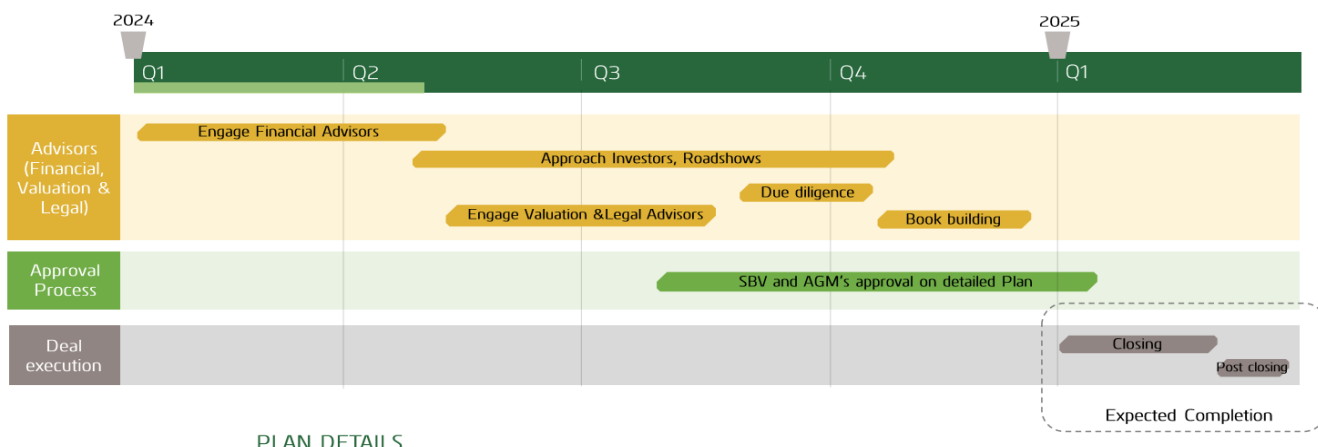 2024
2025
Q1
Q2
Q3
Q4
Q1
Advisors
(Financial,
Valuation &
Legal)
Engage Financial Advisors
Approach Investors, Roadshows
Due diligence
Engage Valuation &Legal Advisors
Book building
Approval
Process
SBV and AGM's approval on detailed Plan
Deal
execution
Closing
Post closing
Expected Completion
PLAN DETAILS